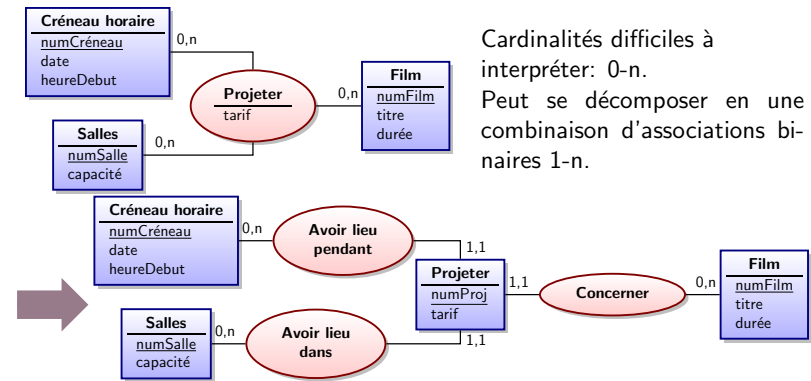 Créneau horaire
numCréneau
date
heureDebut
0,n
Projeter
tarif
0,n
Film
numFilm
titre
durée
Salles
numSalle
capacité
0,n
Cardinalités difficiles à
interpréter: 0-n.
Peut se décomposer en une
combinaison d'associations bi-
naires 1-n.
Créneau horaire
numCréneau
date
heureDebut
0,n
Avoir lieu
pendant
1,1
Projeter
numProj
tarif
1,1
Concerner
0,n
Film
numFilm
titre
durée
Salles
numSalle
capacité
0,n
Avoir lieu
dans
1,1